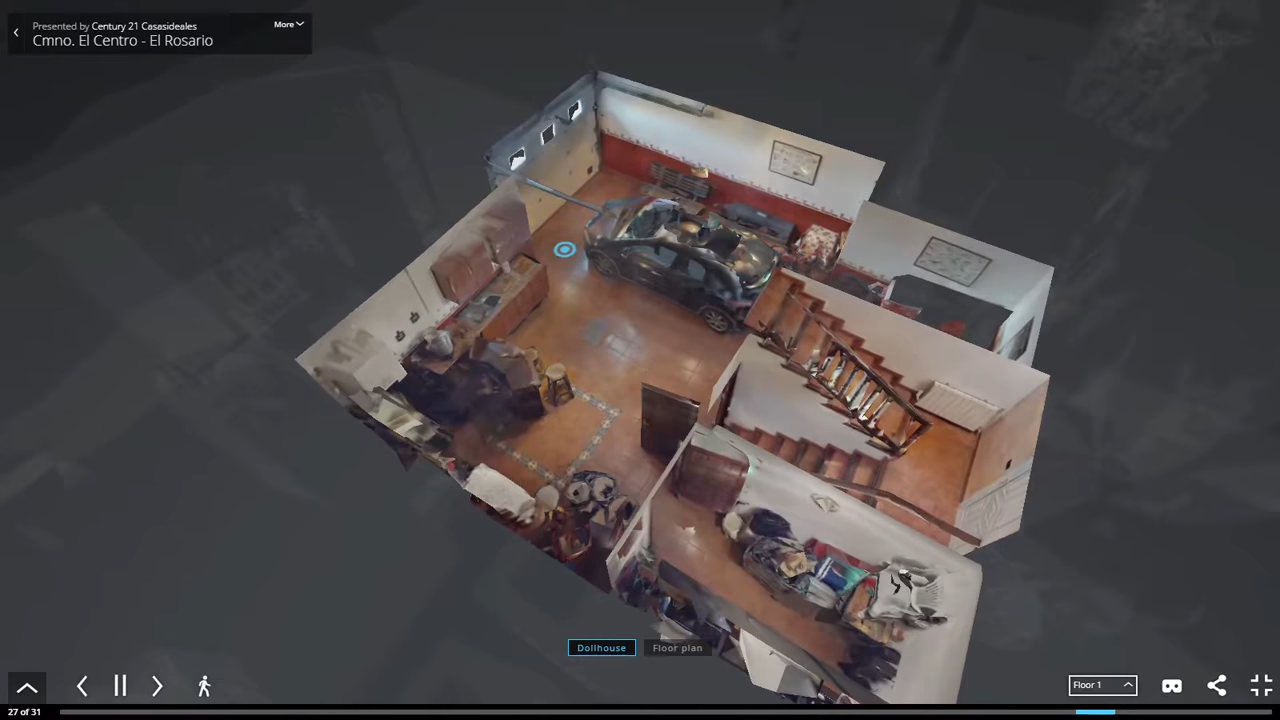 Presented by Century 21 Casasideales
More
Cmno. El Centro - El Rosario
Dollhouse
Floor plan
Floor 1
27 of 31